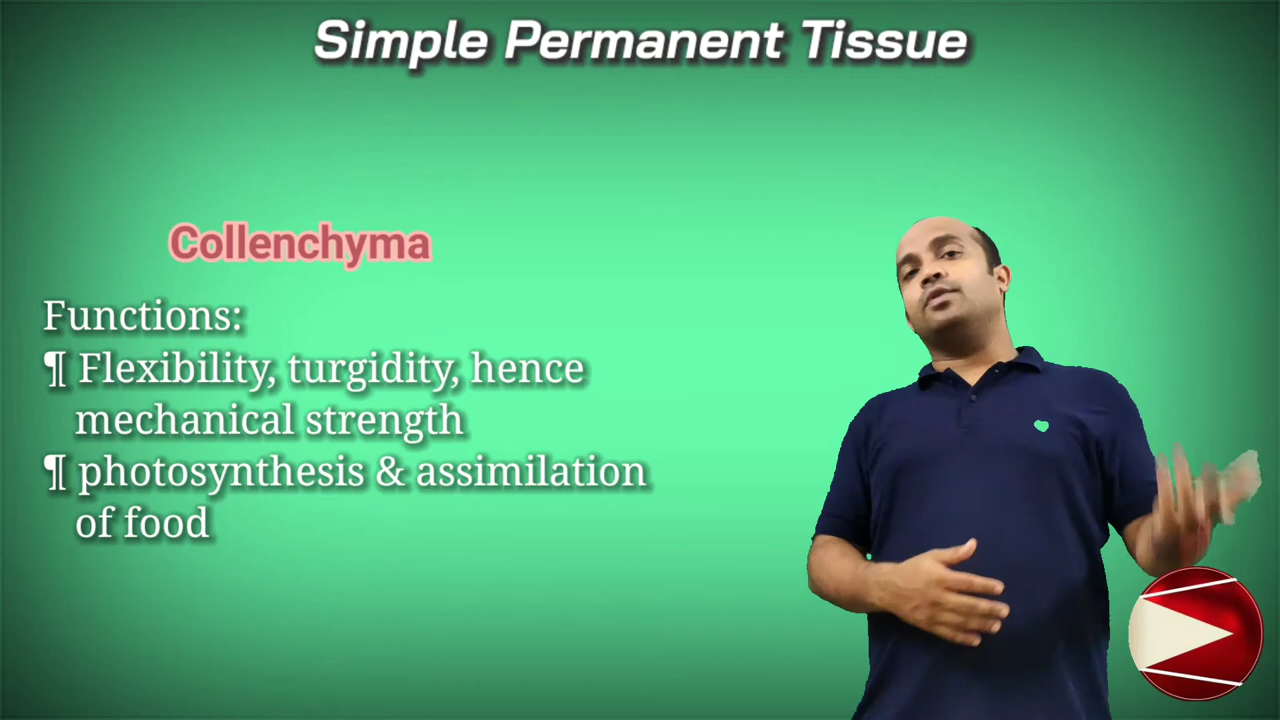 Simple Permanent Tissue
Collenchyma
Functions:
¶ Flexibility, turgidity, hence
mechanical strength
¶ photosynthesis & assimilation
of food